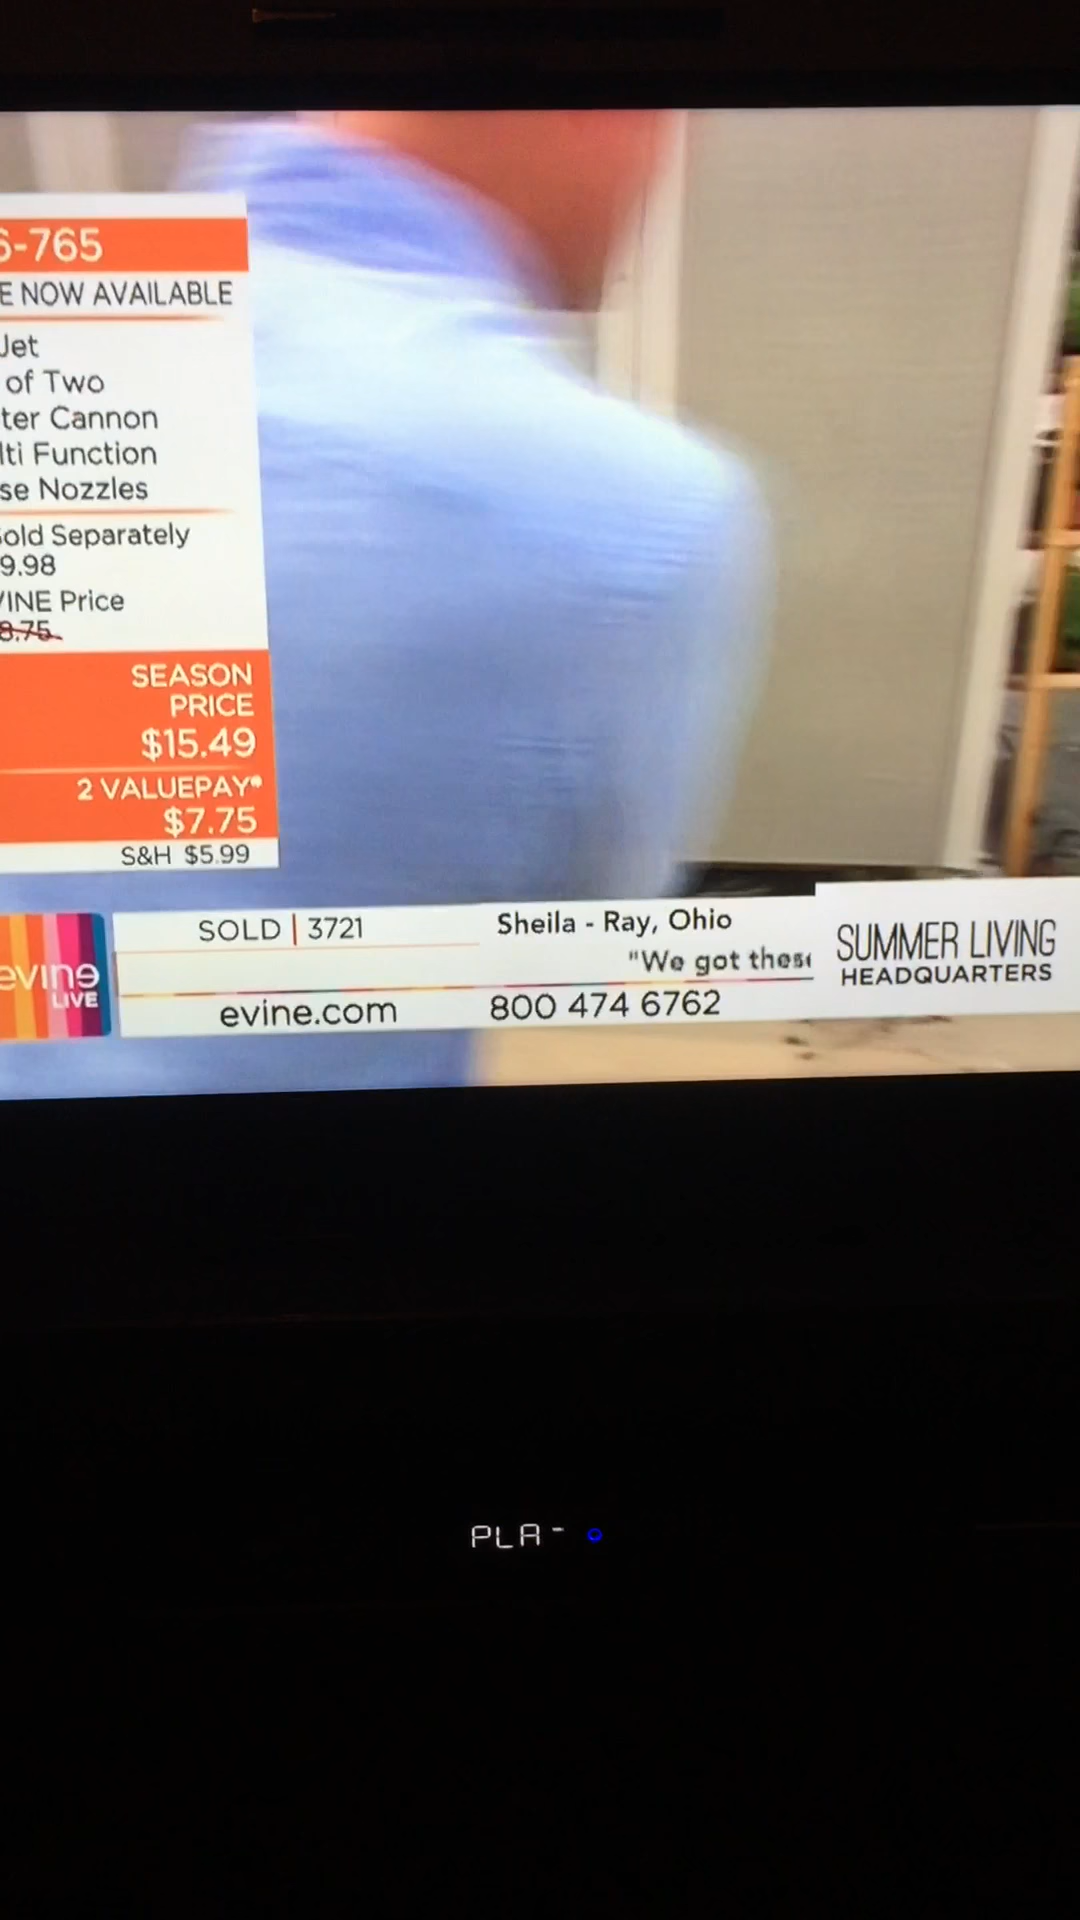 6-765
E NOW AVAILABLE
Jet
of Two
ter Cannon
lti Function
se Nozzles
Sold Separately
9.98
VINE Price
8.75
SEASON
PRICE
$15.49
2 VALUEPAY®
$7.75
S&H $5.99
evine
LIVE
SOLD | 3721
Sheila - Ray, Ohio
"We got these
evine.com
800 474 6762
SUMMER LIVING
HEADQUARTERS
PLA-